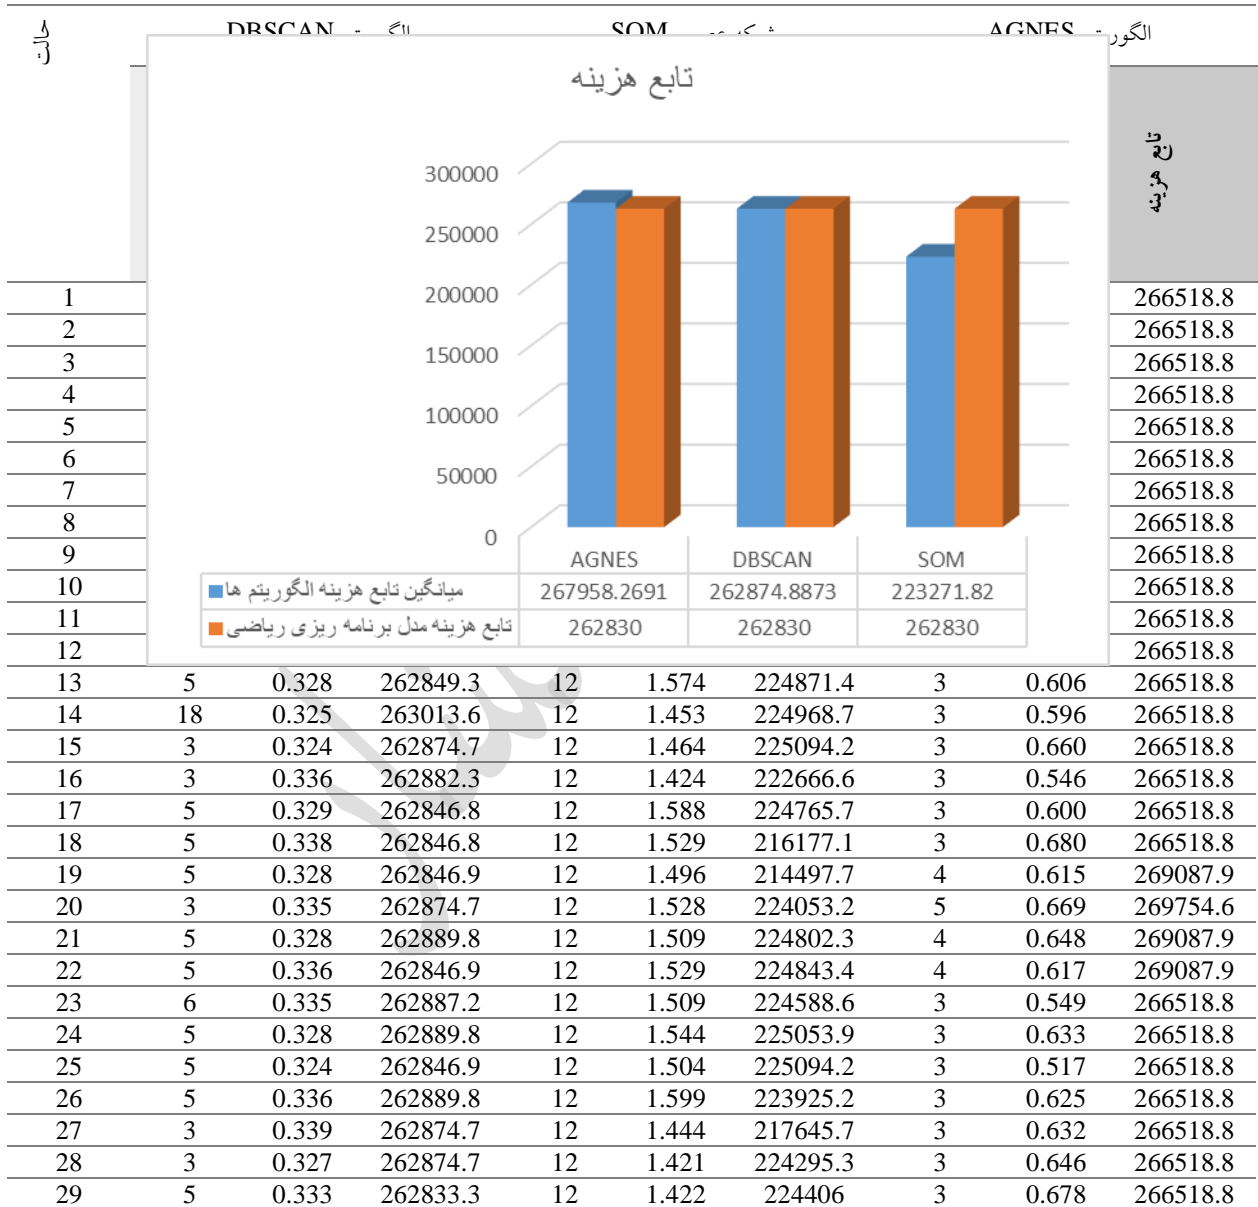 حالت
الگوریتم DBSCAN SOM AGNES
تابع هزینه
تابع هزینه
300000
250000
200000
150000
100000
50000
0
AGNES DBSCAN SOM
میانگین تابع هزینه الگوریتم ها 267958.2691 262874.8873 223271.82
تابع هزینه مدل برنامه ریزی ریاضی 262830 262830 262830
1 266518.8
2 266518.8
3 266518.8
4 266518.8
5 266518.8
6 266518.8
7 266518.8
8 266518.8
9 266518.8
10 266518.8
11 266518.8
12 266518.8
13 5 0.328 262849.3 12 1.574 224871.4 3 0.606 266518.8
14 18 0.325 263013.6 12 1.453 224968.7 3 0.596 266518.8
15 3 0.324 262874.7 12 1.464 225094.2 3 0.660 266518.8
16 3 0.336 262882.3 12 1.424 222666.6 3 0.546 266518.8
17 5 0.329 262846.8 12 1.588 224765.7 3 0.600 266518.8
18 5 0.338 262846.8 12 1.529 216177.1 3 0.680 266518.8
19 5 0.328 262846.9 12 1.496 214497.7 4 0.615 269087.9
20 3 0.335 262874.7 12 1.528 224053.2 5 0.669 269754.6
21 5 0.328 262889.8 12 1.509 224802.3 4 0.648 269087.9
22 5 0.336 262846.9 12 1.529 224843.4 4 0.617 269087.9
23 6 0.335 262887.2 12 1.509 224588.6 3 0.549 266518.8
24 5 0.328 262889.8 12 1.544 225053.9 3 0.633 266518.8
25 5 0.324 262846.9 12 1.504 225094.2 3 0.517 266518.8
26 5 0.336 262889.8 12 1.599 223925.2 3 0.625 266518.8
27 3 0.339 262874.7 12 1.444 217645.7 3 0.632 266518.8
28 3 0.327 262874.7 12 1.421 224295.3 3 0.646 266518.8
29 5 0.333 262833.3 12 1.422 224406 3 0.678 266518.8